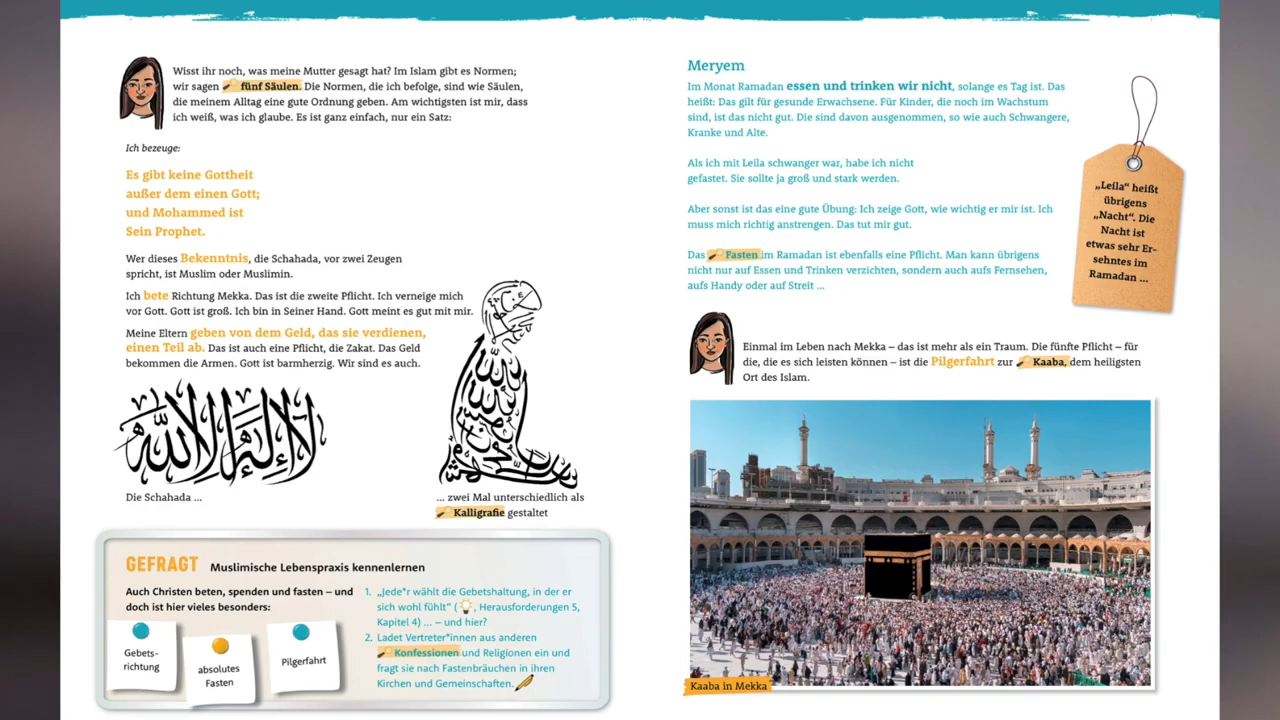 Wisst ihr noch, was meine Mutter gesagt hat? Im Islam gibt es Normen;
wir sagen fünf Säulen. Die Normen, die ich befolge, sind wie Säulen,
die meinem Alltag eine gute Ordnung geben. Am wichtigsten ist mir, dass
ich weiß, was ich glaube. Es ist ganz einfach, nur ein Satz:
Ich bezeuge:
Es gibt keine Gottheit
außer dem einen Gott;
und Mohammed ist
Sein Prophet.
Wer dieses Bekenntnis, die Schahada, vor zwei Zeugen
spricht, ist Muslim oder Muslimin.
Ich bete Richtung Mekka. Das ist die zweite Pflicht. Ich verneige mich
vor Gott. Gott ist groß. Ich bin in Seiner Hand. Gott meint es gut mit mir.
Meine Eltern geben von dem Geld, das sie verdienen,
einen Teil ab. Das ist auch eine Pflicht, die Zakat. Das Geld
bekommen die Armen. Gott ist barmherzig. Wir sind es auch.
لا إله إلا الله
Die Schahada ...
... zwei Mal unterschiedlich als
Kalligrafie gestaltet
GEFRAGT Muslimische Lebenspraxis kennenlernen
Auch Christen beten, spenden und fasten – und
doch ist hier vieles besonders:
Gebets-
richtung
absolutes
Fasten
Pilgerfahrt
1. „Jede*r wählt die Gebetshaltung, in der er
sich wohl fühlt" ( , Herausforderungen 5,
Kapitel 4) ... – und hier?
2. Ladet Vertreter*innen aus anderen
Konfessionen und Religionen ein und
fragt sie nach Fastenbräuchen in ihren
Kirchen und Gemeinschaften.
Meryem
Im Monat Ramadan essen und trinken wir nicht, solange es Tag ist. Das
heißt: Das gilt für gesunde Erwachsene. Für Kinder, die noch im Wachstum
sind, ist das nicht gut. Die sind davon ausgenommen, so wie auch Schwangere,
Kranke und Alte.
Als ich mit Leila schwanger war, habe ich nicht
gefastet. Sie sollte ja groß und stark werden.
Aber sonst ist das eine gute Übung: Ich zeige Gott, wie wichtig er mir ist. Ich
muss mich richtig anstrengen. Das tut mir gut.
Das Fasten im Ramadan ist ebenfalls eine Pflicht. Man kann übrigens
nicht nur auf Essen und Trinken verzichten, sondern auch aufs Fernsehen,
aufs Handy oder auf Streit ...
„Leila" heißt
übrigens
„Nacht". Die
Nacht ist
etwas sehr Er-
sehntes im
Ramadan ...
Einmal im Leben nach Mekka – das ist mehr als ein Traum. Die fünfte Pflicht – für
die, die es sich leisten können – ist die Pilgerfahrt zur Kaaba, dem heiligsten
Ort des Islam.
Kaaba in Mekka